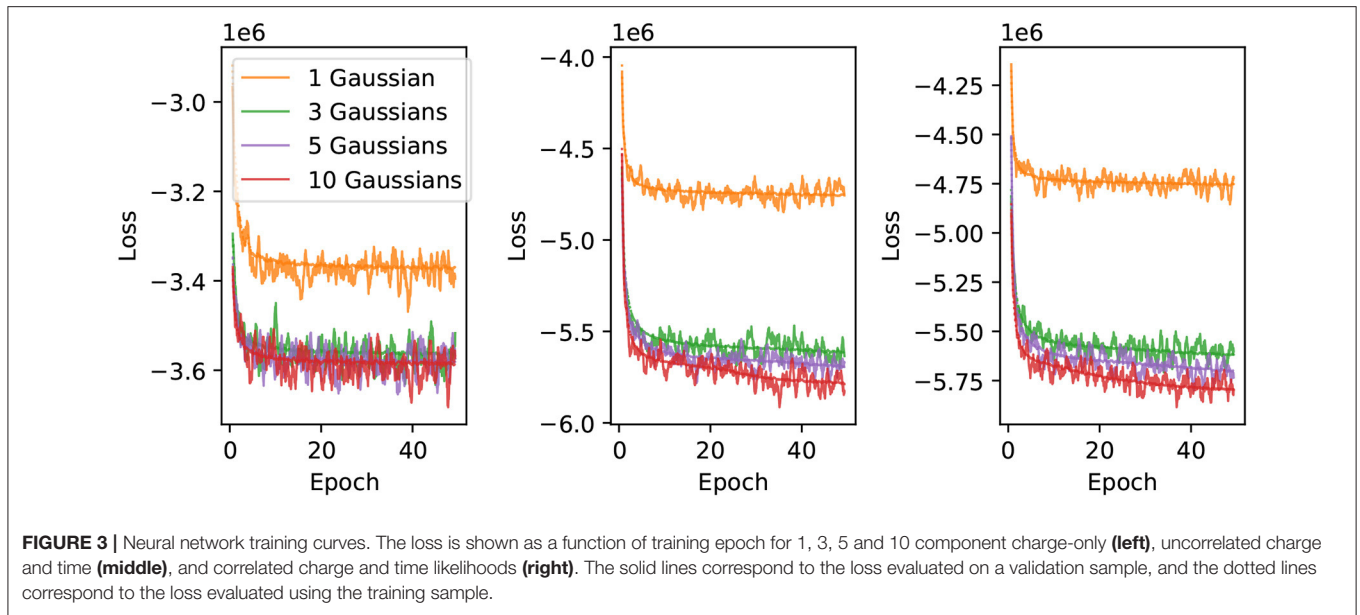 1e6
−3.0
−3.2
−3.4
−3.6
Loss
0
20
40
Epoch
1 Gaussian
3 Gaussians
5 Gaussians
10 Gaussians
1e6
−4.0
−4.5
−5.0
−5.5
−6.0
Loss
0
20
40
Epoch
1e6
−4.25
−4.50
−4.75
−5.00
−5.25
−5.50
−5.75
Loss
0
20
40
Epoch
FIGURE 3 | Neural network training curves. The loss is shown as a function of training epoch for 1, 3, 5 and 10 component charge-only (left), uncorrelated charge
and time (middle), and correlated charge and time likelihoods (right). The solid lines correspond to the loss evaluated on a validation sample, and the dotted lines
correspond to the loss evaluated using the training sample.